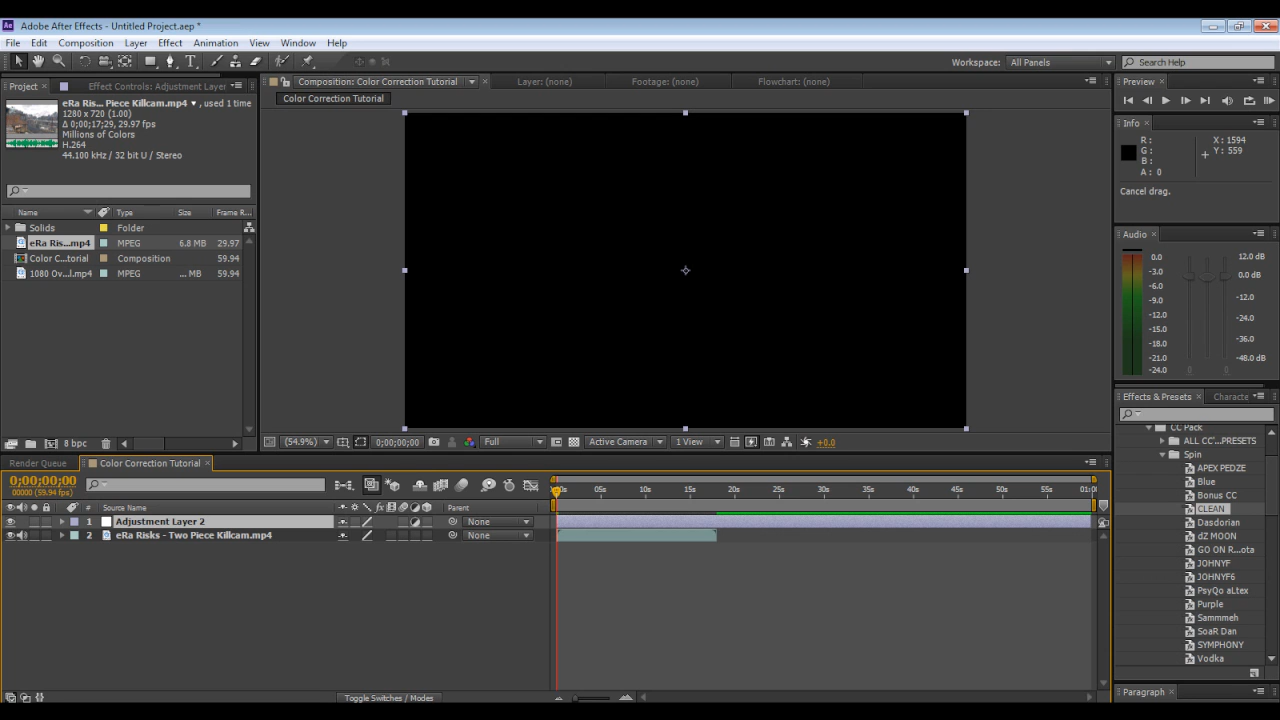 Adobe After Effects - Untitled Project.aep *
File Edit Composition Layer Effect Animation View Window Help
Workspace: All Panels Search Help
Project Effect Controls: Adjustment Layer
eRa Ris... Piece Killcam.mp4 ▼, used 1 time
1280 x 720 (1.00)
Δ 0;00;17;29, 29.97 fps
Millions of Colors
H.264
44.100 kHz / 32 bit U / Stereo
Name Type Size Frame R...
Solids Folder
eRa Ris...mp4 MPEG 6.8 MB 29.97
Color C...torial Composition 59.94
1080 Ov...l.mp4 MPEG ... MB 59.94
8 bpc
Composition: Color Correction Tutorial Layer: (none) Footage: (none) Flowchart: (none)
Color Correction Tutorial
(54.9%) 0;00;00;00 Full Active Camera 1 View +0.0
Preview
Info
R: X: 1594
G: Y: 559
B:
A: 0
Cancel drag.
Audio
0.0 12.0 dB
-3.0 0.0 dB
-6.0
-9.0 -12.0
-12.0 -24.0
-15.0
-18.0 -36.0
-21.0 -48.0 dB
-24.0 0 0
Effects & Presets Characte
CC Pack
ALL CC'...PRESETS
Spin
APEX PEDZE
Blue
Bonus CC
CLEAN
Dasdorian
dZ MOON
GO ON R...ota
JOHNYF
JOHNYF6
PsyQo aLtex
Purple
Sammmeh
SoaR Dan
SYMPHONY
Vodka
Paragraph
Render Queue Color Correction Tutorial
0;00;00;00
00000 (59.94 fps)
05s 10s 15s 20s 25s 30s 35s 40s 45s 50s 55s 01:0
# Source Name Parent
1 Adjustment Layer 2 None
2 eRa Risks - Two Piece Killcam.mp4 None
Toggle Switches / Modes